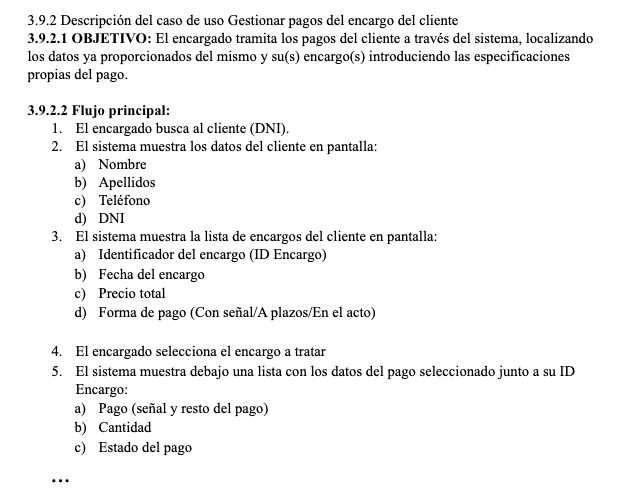 3.9.2 Descripción del caso de uso Gestionar pagos del encargo del cliente
3.9.2.1 OBJETIVO: El encargado tramita los pagos del cliente a través del sistema, localizando
los datos ya proporcionados del mismo y su(s) encargo(s) introduciendo las especificaciones
propias del pago.
3.9.2.2 Flujo principal:
1. El encargado busca al cliente (DNI).
2. El sistema muestra los datos del cliente en pantalla:
a) Nombre
b) Apellidos
c) Teléfono
d) DNI
3. El sistema muestra la lista de encargos del cliente en pantalla:
a) Identificador del encargo (ID Encargo)
b) Fecha del encargo
c) Precio total
d) Forma de pago (Con señal/A plazos/En el acto)
4. El encargado selecciona el encargo a tratar
5. El sistema muestra debajo una lista con los datos del pago seleccionado junto a su ID
Encargo:
a) Pago (señal y resto del pago)
b) Cantidad
c) Estado del pago
...